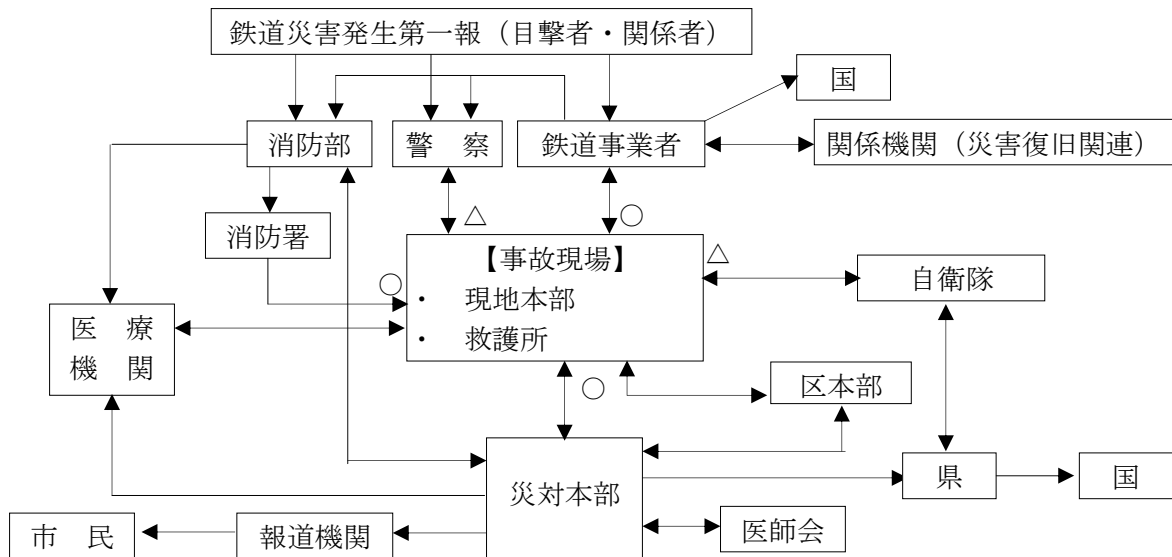 鉄道災害発生第一報（目撃者・関係者）
国
消防部
警　察
鉄道事業者
関係機関（災害復旧関連）
消防署
△
○
【事故現場】
△
○
・　現地本部
・　救護所
自衛隊
医　療
機　関
○
区本部
災対本部
県
国
市　民
報道機関
医師会